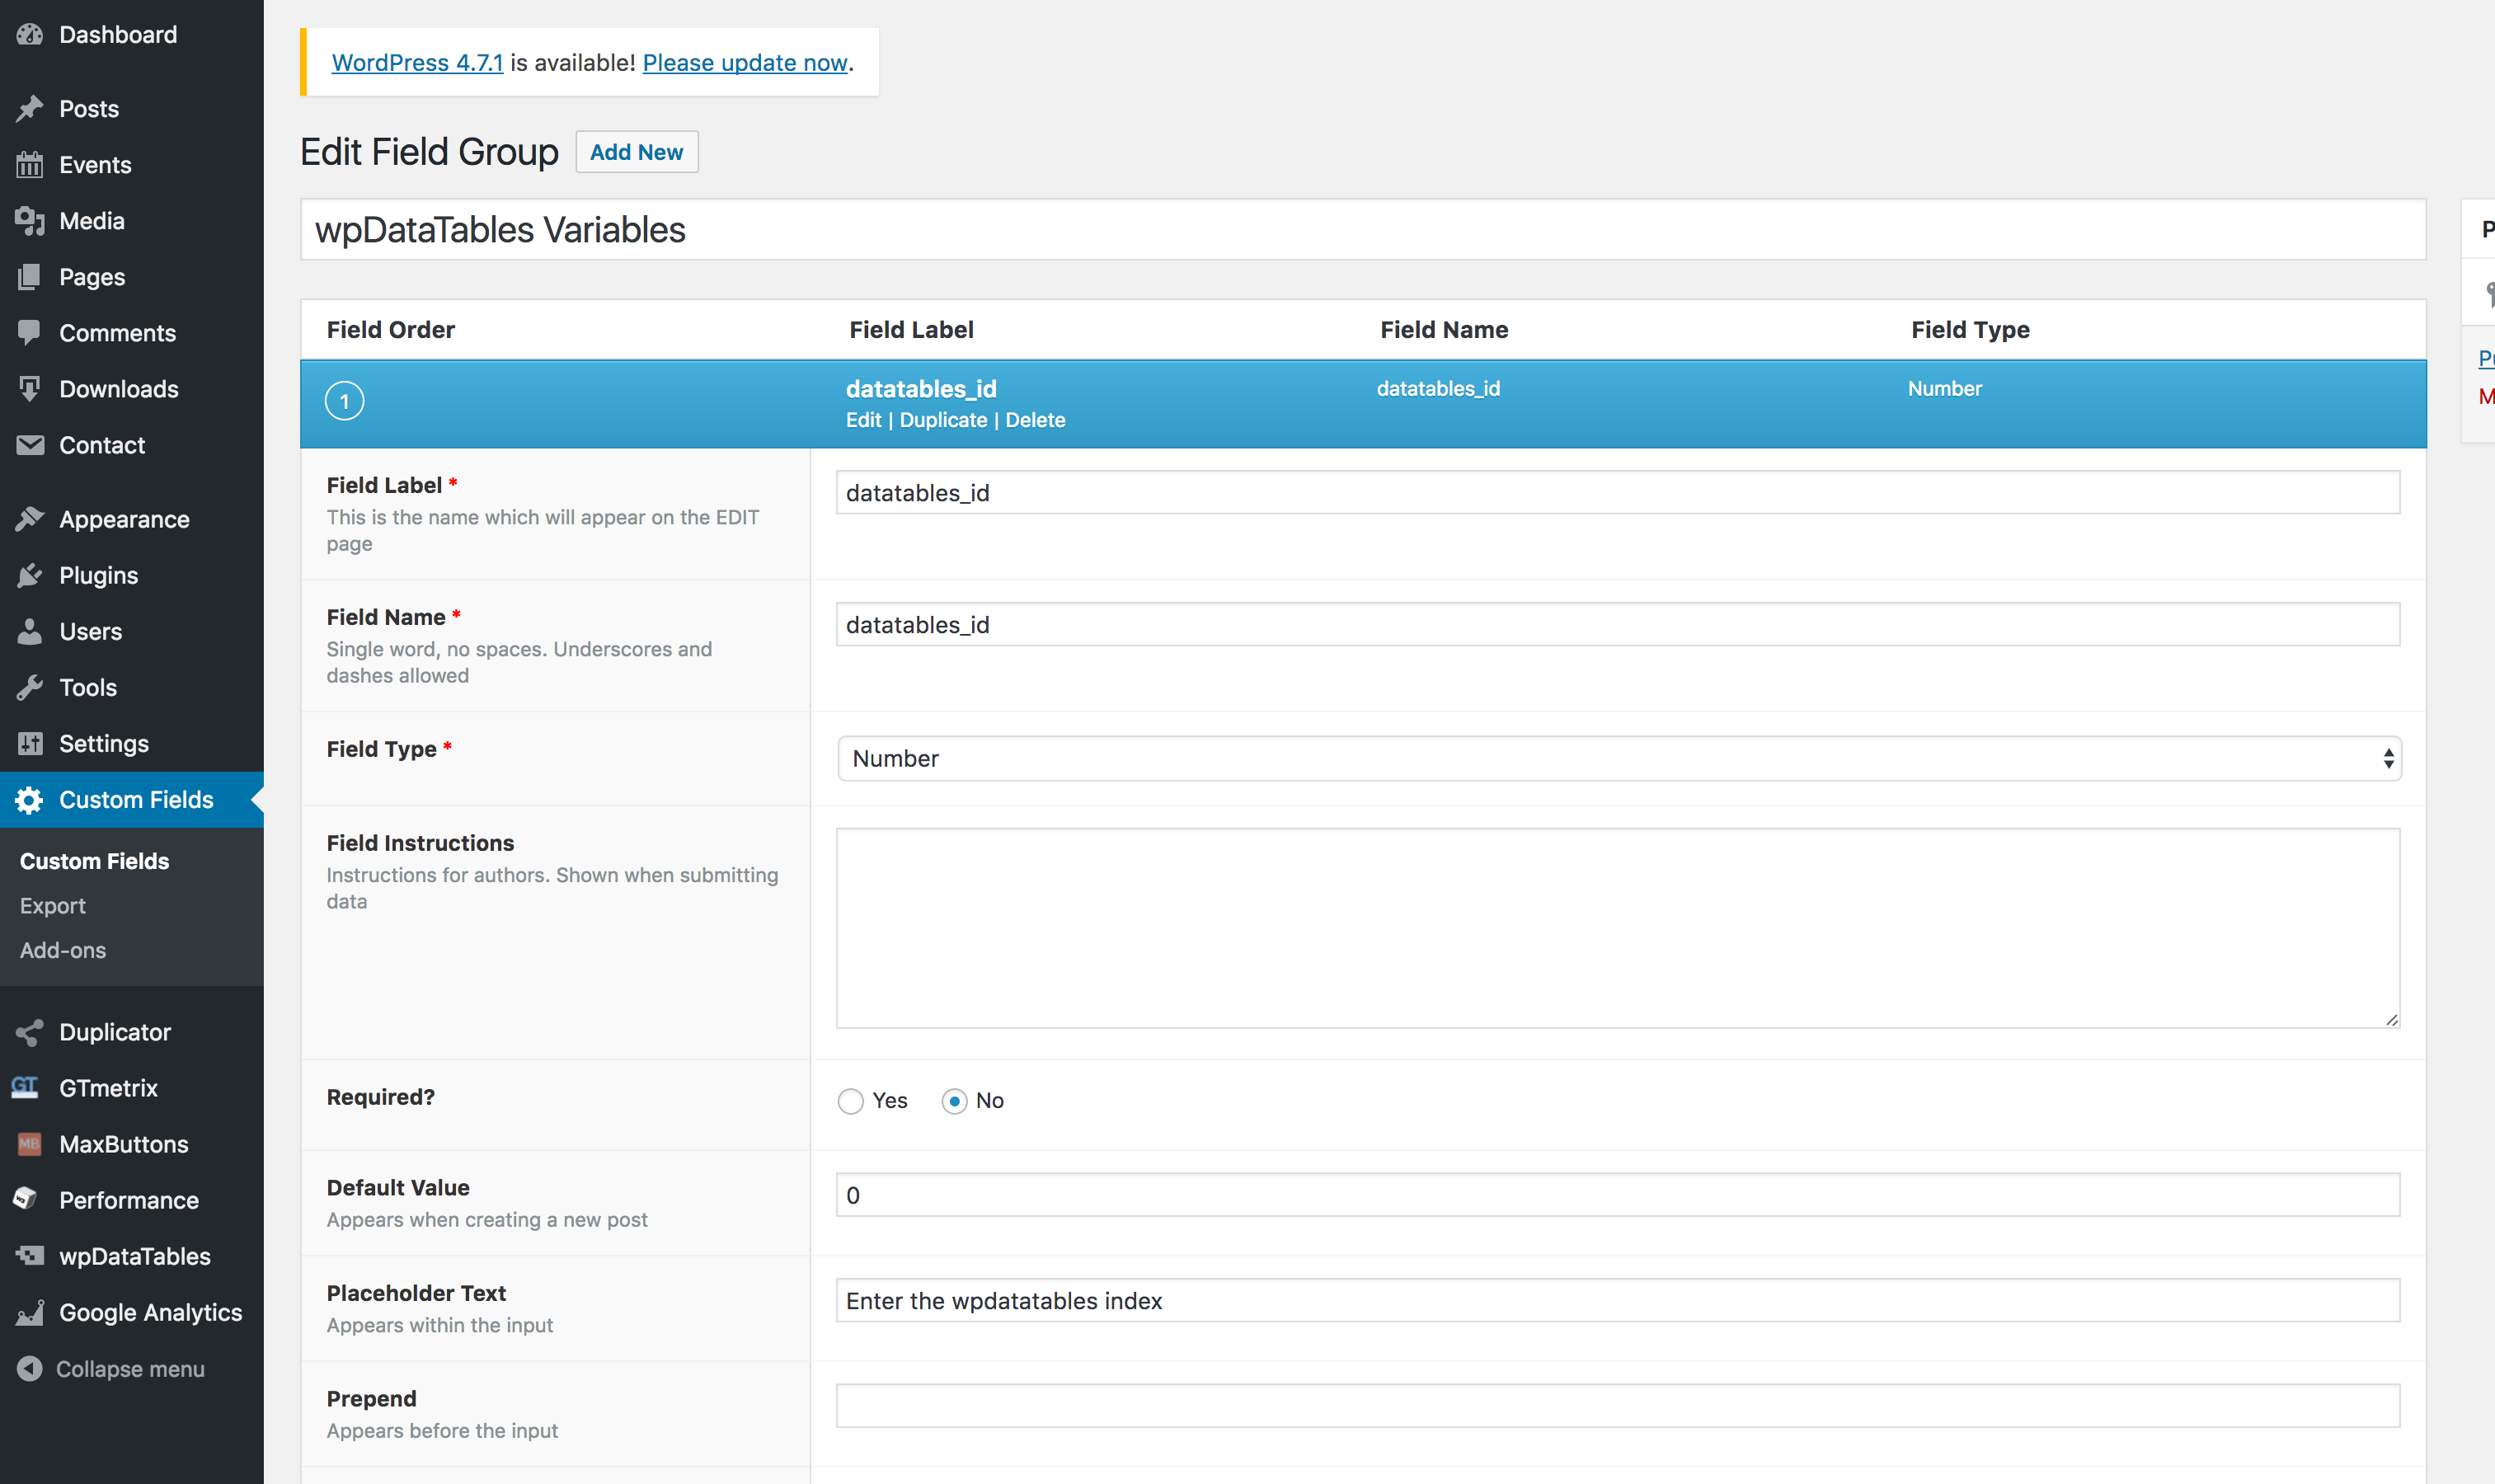 Dashboard
Posts
Events
Media
Pages
Comments
Downloads
Contact
Appearance
Plugins
Users
Tools
Settings
Custom Fields
Custom Fields
Export
Add-ons
Duplicator
GT GTmetrix
MB MaxButtons
Performance
wpDataTables
Google Analytics
Collapse menu
WordPress 4.7.1 is available! Please update now.
Edit Field Group Add New
wpDataTables Variables
Field Order Field Label Field Name Field Type
1 datatables_id datatables_id Number
Edit | Duplicate | Delete
Field Label * datatables_id
This is the name which will appear on the EDIT
page
Field Name * datatables_id
Single word, no spaces. Underscores and
dashes allowed
Field Type * Number
Field Instructions
Instructions for authors. Shown when submitting
data
Required? Yes No
Default Value 0
Appears when creating a new post
Placeholder Text Enter the wpdatatables index
Appears within the input
Prepend
Appears before the input